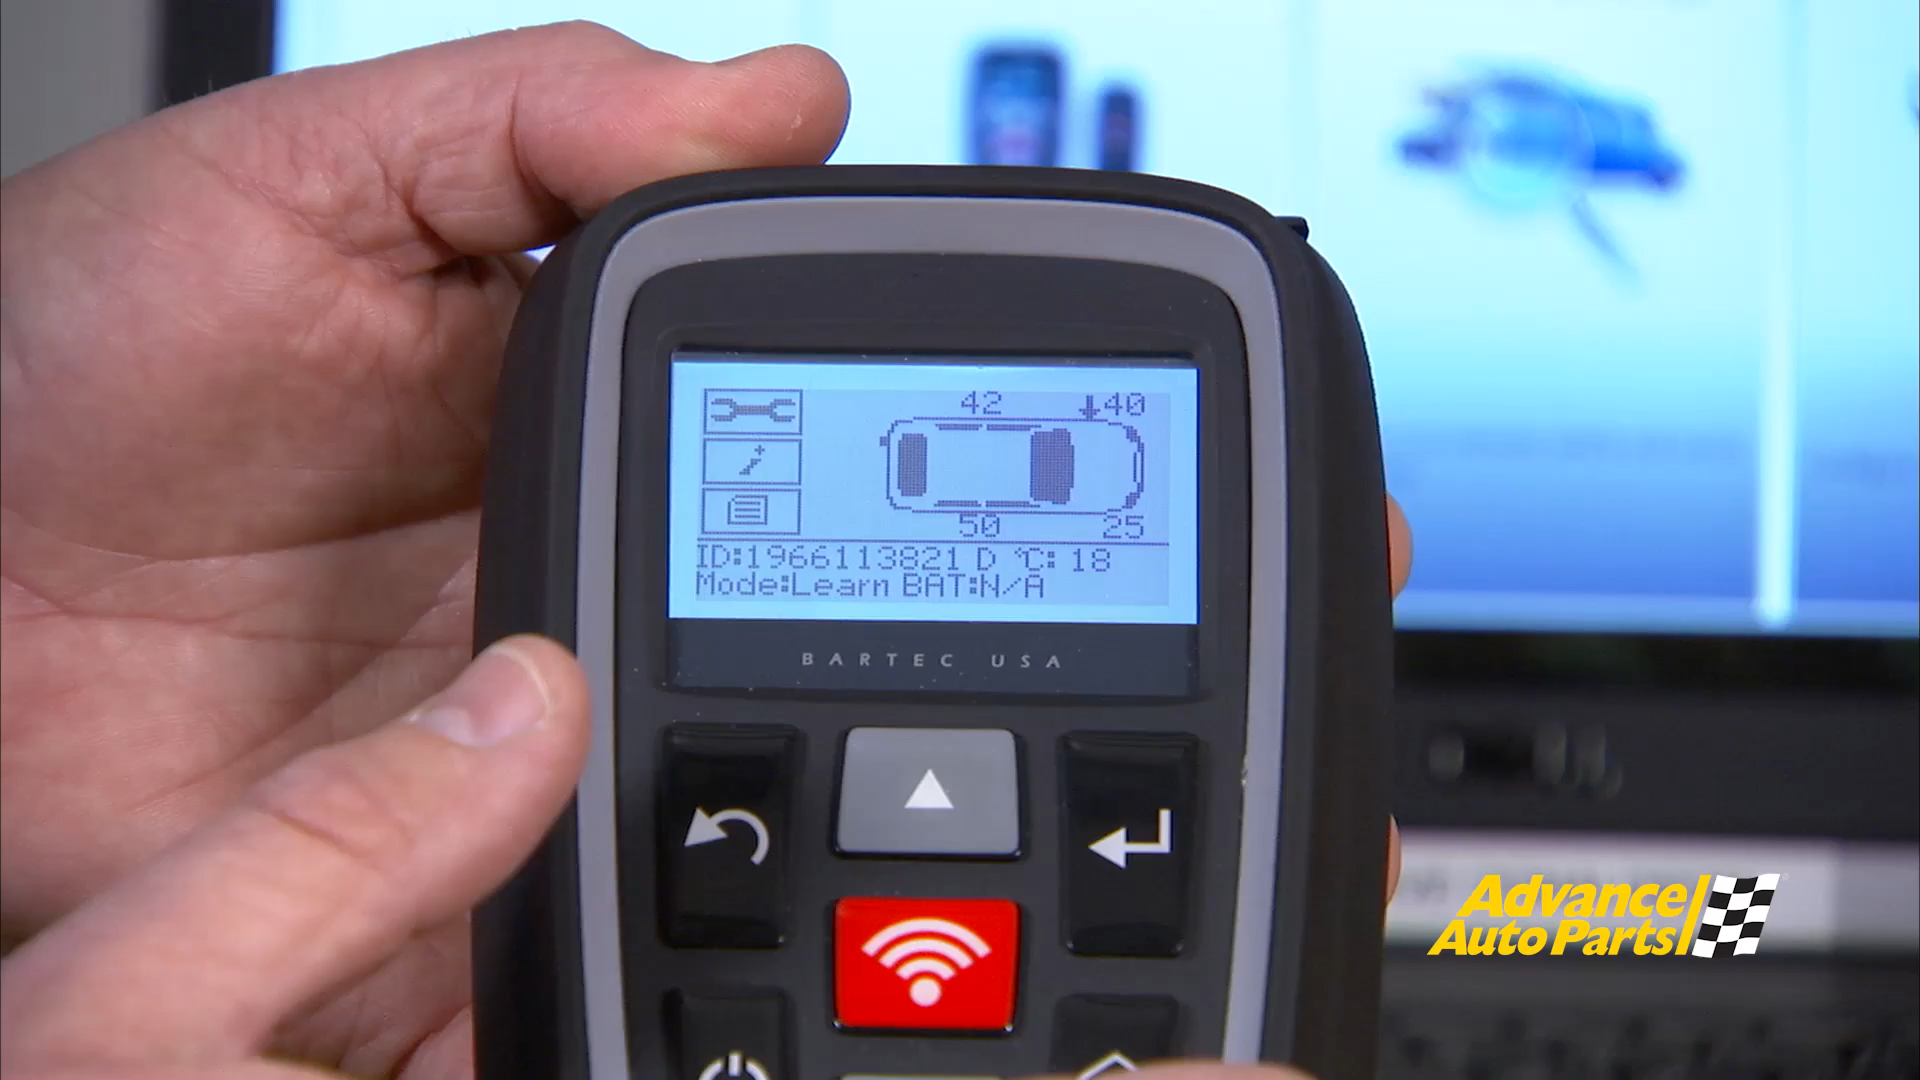 42 ↓40
50 25
ID:1966113821 D °C: 18
Mode:Learn BAT:N/A
BARTEC USA
Advance
Auto Parts